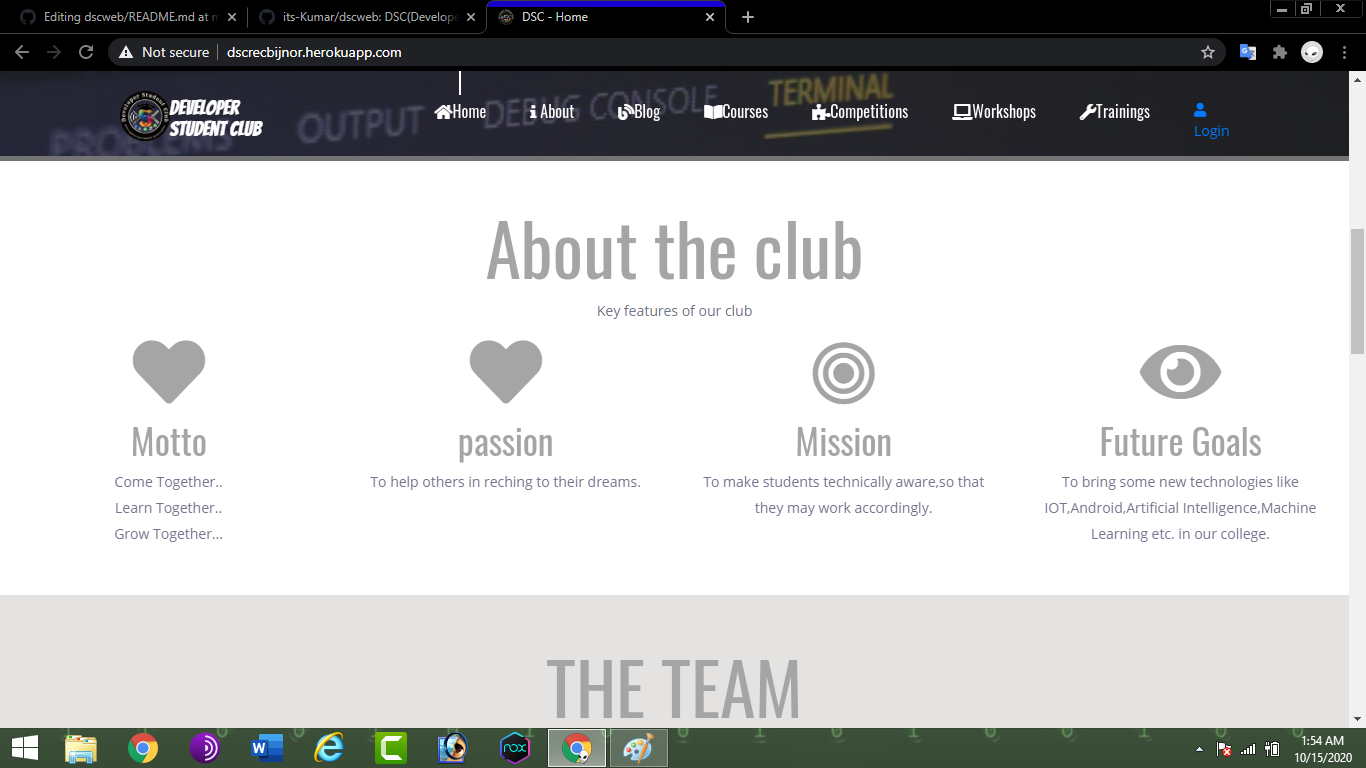 Editing dscweb/README.md at m
its-Kumar/dscweb: DSC(Develope
DSC - Home
Not secure
dscrecbijnor.herokuapp.com
PROBLEMS
OUTPUT
DEBUG CONSOLE
TERMINAL
DEVELOPER
STUDENT CLUB
Home
About
Blog
Courses
Competitions
Workshops
Trainings
Login
About the club
Key features of our club
Motto
Come Together..
Learn Together..
Grow Together...
passion
To help others in reching to their dreams.
Mission
To make students technically aware,so that
they may work accordingly.
Future Goals
To bring some new technologies like
IOT,Android,Artificial Intelligence,Machine
Learning etc. in our college.
THE TEAM
nox
1:54 AM
10/15/2020